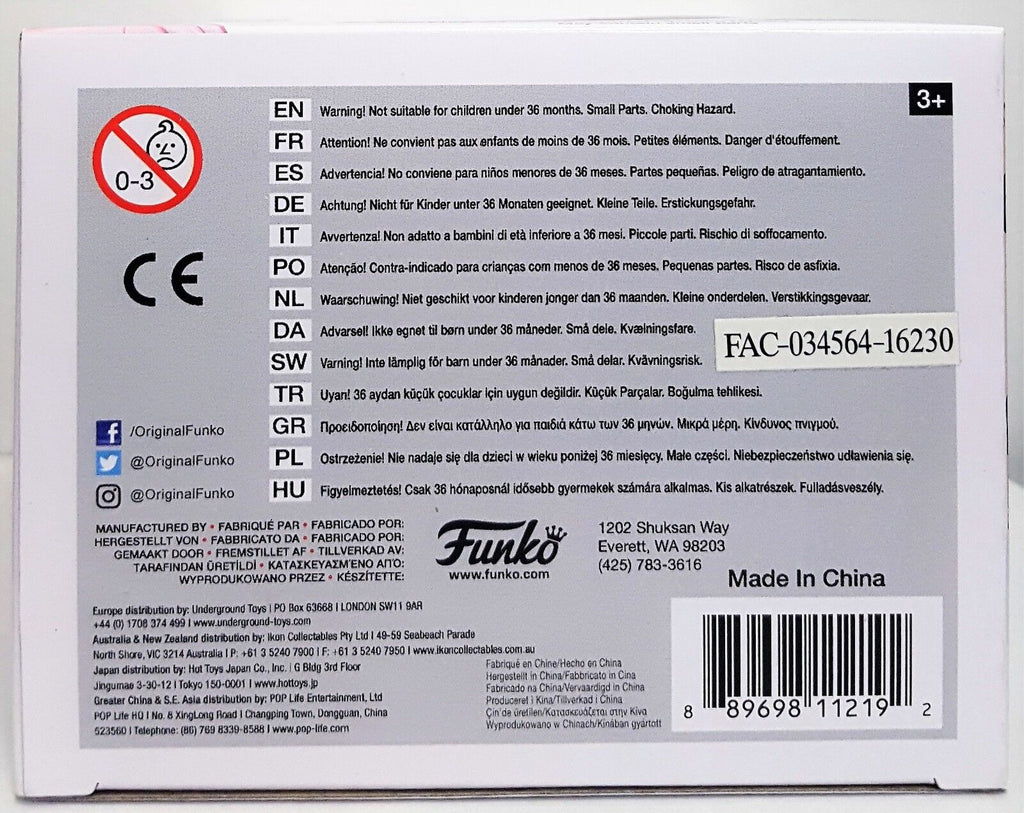 3+
0-3
EN Warning! Not suitable for children under 36 months. Small Parts. Choking Hazard.
FR Attention! Ne convient pas aux enfants de moins de 36 mois. Petites éléments. Danger d'étouffement.
ES Advertencia! No conviene para niños menores de 36 meses. Partes pequeñas. Peligro de atragantamiento.
DE Achtung! Nicht für Kinder unter 36 Monaten geeignet. Kleine Teile. Erstickungsgefahr.
IT Avvertenza! Non adatto a bambini di età inferiore a 36 mesi. Piccole parti. Rischio di soffocamento.
PO Atenção! Contra-indicado para crianças com menos de 36 meses. Pequenas partes. Risco de asfixia.
NL Waarschuwing! Niet geschikt voor kinderen jonger dan 36 maanden. Kleine onderdelen. Verstikkingsgevaar.
DA Advarsel! Ikke egnet til børn under 36 måneder. Små dele. Kvælningsfare.
SW Varning! Inte lämplig för barn under 36 månader. Små delar. Kvävningsrisk.
TR Uyan! 36 aydan küçük çocuklar için uygun değildir. Küçük Parçalar. Boğulma tehlikesi.
GR Προειδοποίηση! Δεν είναι κατάλληλο για παιδιά κάτω των 36 μηνών. Μικρά μέρη. Κίνδυνος πνιγμού.
PL Ostrzeżenie! Nie nadaje się dla dzieci w wieku poniżej 36 miesięcy. Małe części. Niebezpieczeństwo udławienia się.
HU Figyelmeztetés! Csak 36 hónaposnál idősebb gyermekek számára alkalmas. Kis alkatrészek. Fulladásveszély.
CE
FAC-034564-16230
/OriginalFunko
@OriginalFunko
@OriginalFunko
MANUFACTURED BY • FABRIQUÉ PAR • FABRICADO POR:
HERGESTELLT VON • FABBRICATO DA • FABRICADO POR:
GEMAAKT DOOR • FREMSTILLET AF • TILLVERKAD AV:
TARAFINDAN ÜRETİLDİ • ΚΑΤΑΣΚΕΥΑΣΜΈΝΟ ΑΠΌ:
WYPRODUKOWANO PRZEZ • KÉSZÍTETTE:
Funko
www.funko.com
1202 Shuksan Way
Everett, WA 98203
(425) 783-3616
Made In China
Europe distribution by: Underground Toys | PO Box 63668 | LONDON SW11 9AR
+44 (0) 1708 374 499 | www.underground-toys.com
Australia & New Zealand distribution by: Ikon Collectables Pty Ltd | 49-59 Seabeach Parade
North Shore, VIC 3214 Australia | P: +61 3 5240 7900 | F: +61 3 5240 7950 | www.ikoncollectables.com.au
Japan distribution by: Hot Toys Japan Co., Inc. | G Bldg 3rd Floor
Jingumae 3-30-12 | Tokyo 150-0001 | www.hottoys.jp
Greater China & S.E. Asia distribution by: POP Life Entertainment, Ltd
POP Life HQ | No. 8 XingLong Road | Changping Town, Dongguan, China
523560 | Telephone: (86) 769 8339-8588 | www.pop-life.com
Fabriqué en Chine/Hecho en China
Hergestellt in China/Fabbricato in Cina
Fabricado na China/Vervaardigd in China
Produceret i Kina/Tillverkad i China
Çin'de üretilen/Κατασκευάζεται στην Κίνα
Wyprodukowano w Chinach/Kínában gyártott
8 89698 11219 2